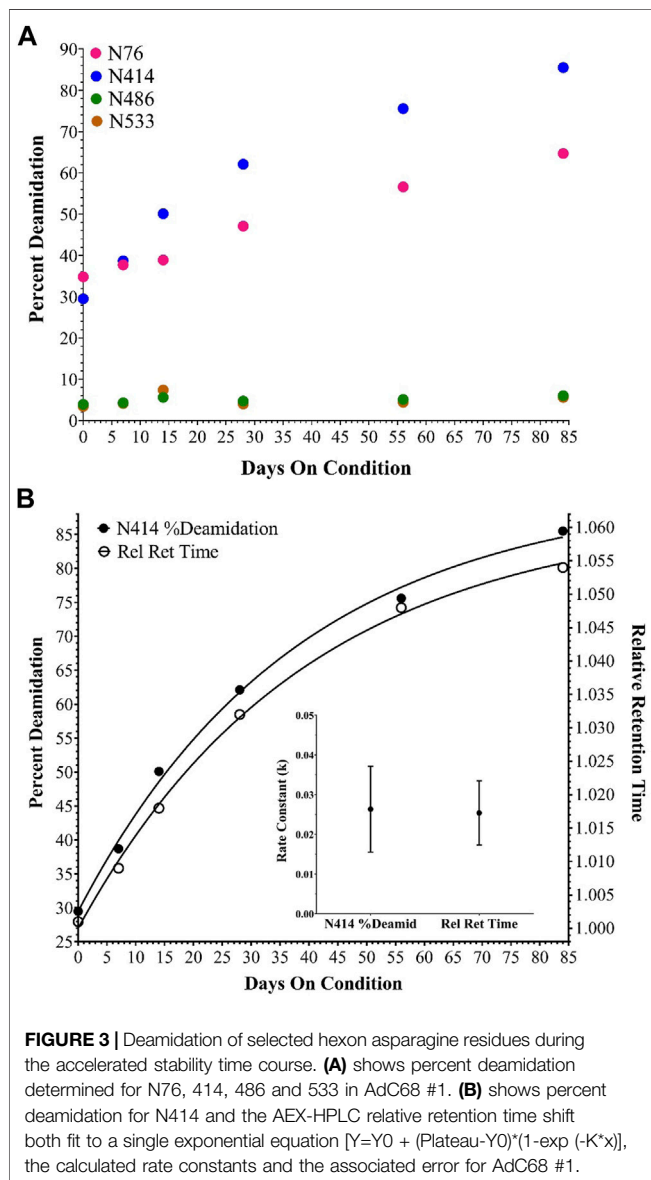 A
N76
N414
N486
N533
90
80
70
60
50
40
30
20
10
0
Percent Deamidation
0 5 10 15 20 25 30 35 40 45 50 55 60 65 70 75 80 85
Days On Condition
B
N414 %Deamidation
Rel Ret Time
85
80
75
70
65
60
55
50
45
40
35
30
25
Percent Deamidation
1.060
1.055
1.050
1.045
1.040
1.035
1.030
1.025
1.020
1.015
1.010
1.005
1.000
Relative Retention Time
0.05
0.04
0.03
0.02
0.01
0.00
Rate Constant (k)
N414 %Deamid Rel Ret Time
0 5 10 15 20 25 30 35 40 45 50 55 60 65 70 75 80 85
Days On Condition
FIGURE 3 | Deamidation of selected hexon asparagine residues during
the accelerated stability time course. (A) shows percent deamidation
determined for N76, 414, 486 and 533 in AdC68 #1. (B) shows percent
deamidation for N414 and the AEX-HPLC relative retention time shift
both fit to a single exponential equation [Y=Y0 + (Plateau-Y0)*(1-exp (-K*x)],
the calculated rate constants and the associated error for AdC68 #1.